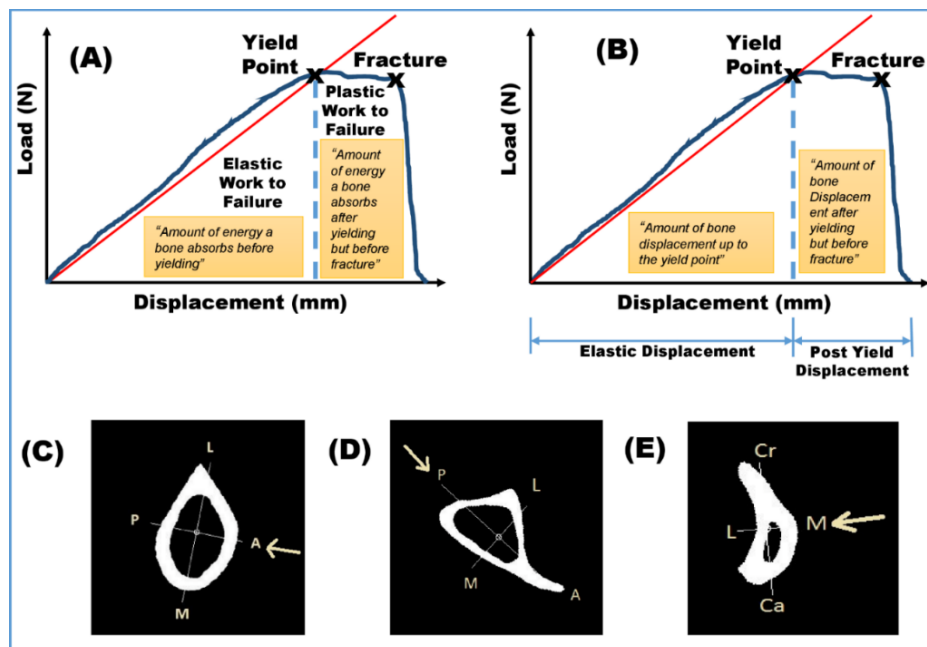 (A)
Load (N)
Yield
Point
Fracture
Plastic
Work to
Failure
Elastic
Work to
Failure
“Amount of energy a
bone absorbs before
yielding”
“Amount
of energy
a bone
absorbs
after
yielding
but before
fracture”
Displacement (mm)
(B)
Load (N)
Yield
Point
Fracture
“Amount of bone
displacement up to
the yield point”
“Amount of
bone
Displacem
ent after
yielding
but before
fracture”
Displacement (mm)
Elastic Displacement
Post Yield
Displacement
(C)
L
P
A
M
(D)
P
L
M
A
(E)
Cr
L
M
Ca